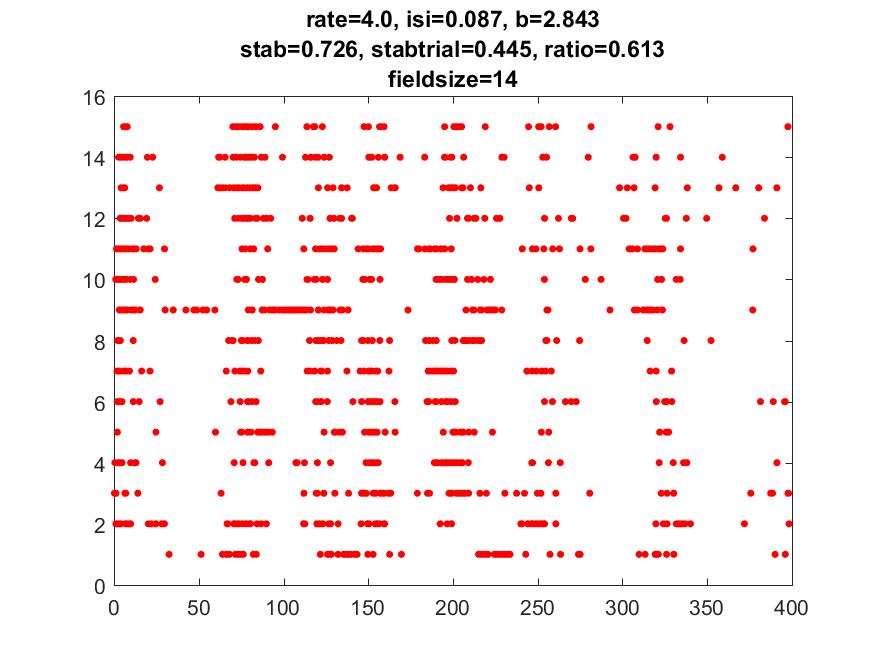 rate=4.0, isi=0.087, b=2.843
stab=0.726, stabtrial=0.445, ratio=0.613
fieldsize=14
16
14
12
10
8
6
4
2
0
0 50 100 150 200 250 300 350 400